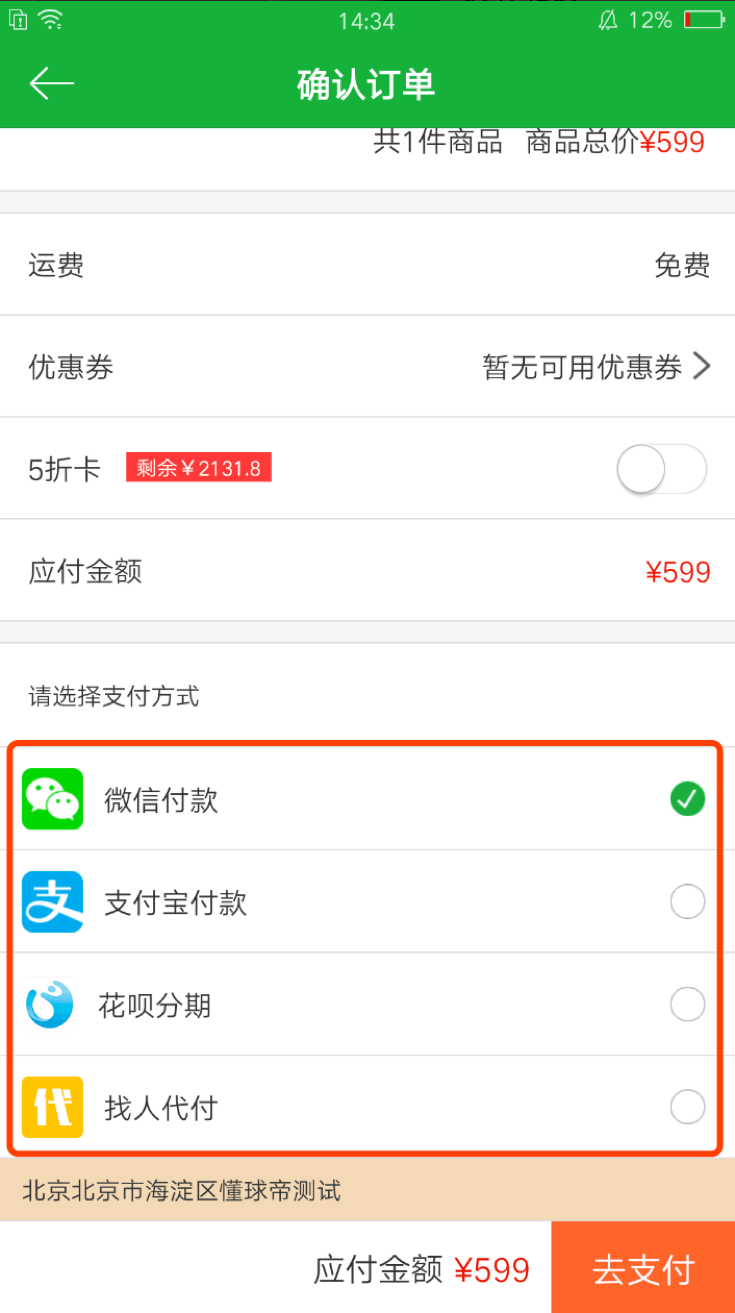 14:34 12%
确认订单
共1件商品 商品总价¥599
运费 免费
优惠券 暂无可用优惠券
5折卡 剩余￥2131.8
应付金额 ¥599
请选择支付方式
微信付款
支 支付宝付款
花呗分期
代 找人代付
北京北京市海淀区懂球帝测试
应付金额 ¥599 去支付